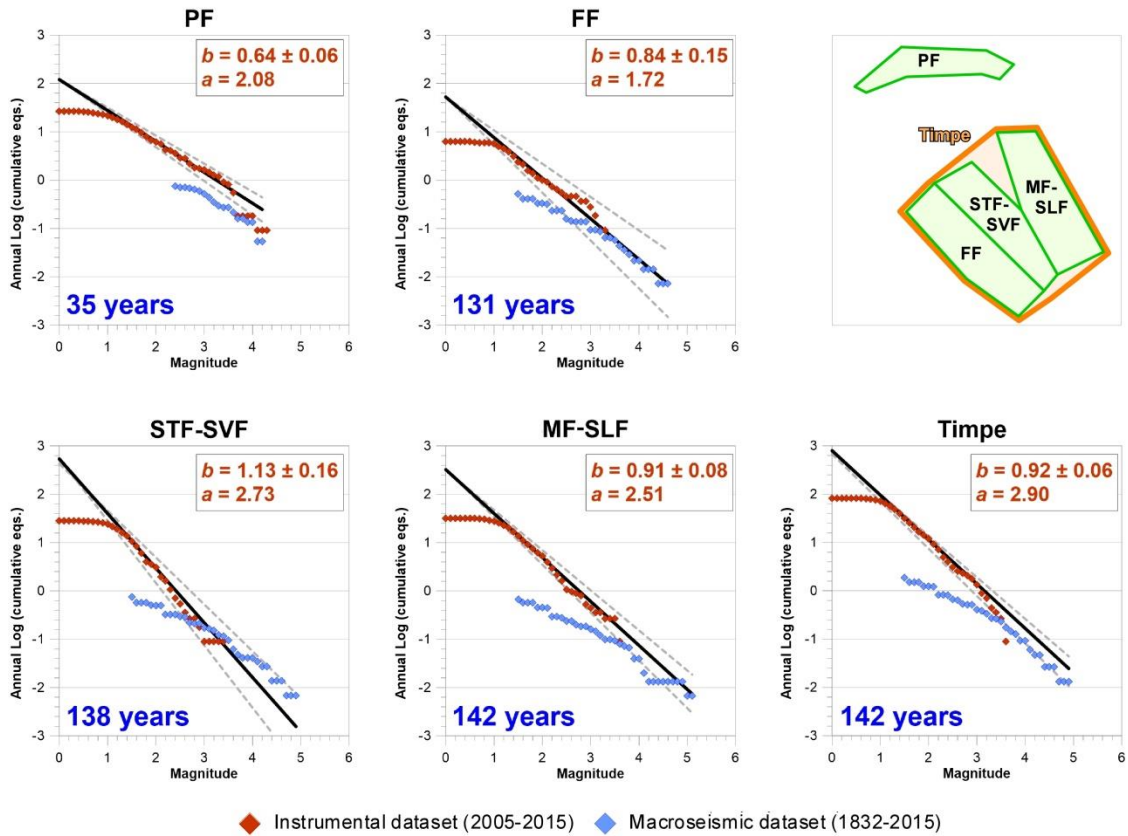 PF
Annual Log (cumulative eqs.)
3
2
1
0
-1
-2
-3
b = 0.64 ± 0.06
a = 2.08
35 years
0 1 2 3 4 5 6
Magnitude
FF
Annual Log (cumulative eqs.)
3
2
1
0
-1
-2
-3
b = 0.84 ± 0.15
a = 1.72
131 years
0 1 2 3 4 5 6
Magnitude
PF
Timpe
MF-
SLF
STF-
SVF
FF
STF-SVF
Annual Log (cumulative eqs.)
3
2
1
0
-1
-2
-3
b = 1.13 ± 0.16
a = 2.73
138 years
0 1 2 3 4 5 6
Magnitude
MF-SLF
Annual Log (cumulative eqs.)
3
2
1
0
-1
-2
-3
b = 0.91 ± 0.08
a = 2.51
142 years
0 1 2 3 4 5 6
Magnitude
Timpe
Annual Log (cumulative eqs.)
3
2
1
0
-1
-2
-3
b = 0.92 ± 0.06
a = 2.90
142 years
0 1 2 3 4 5 6
Magnitude
Instrumental dataset (2005-2015) Macroseismic dataset (1832-2015)